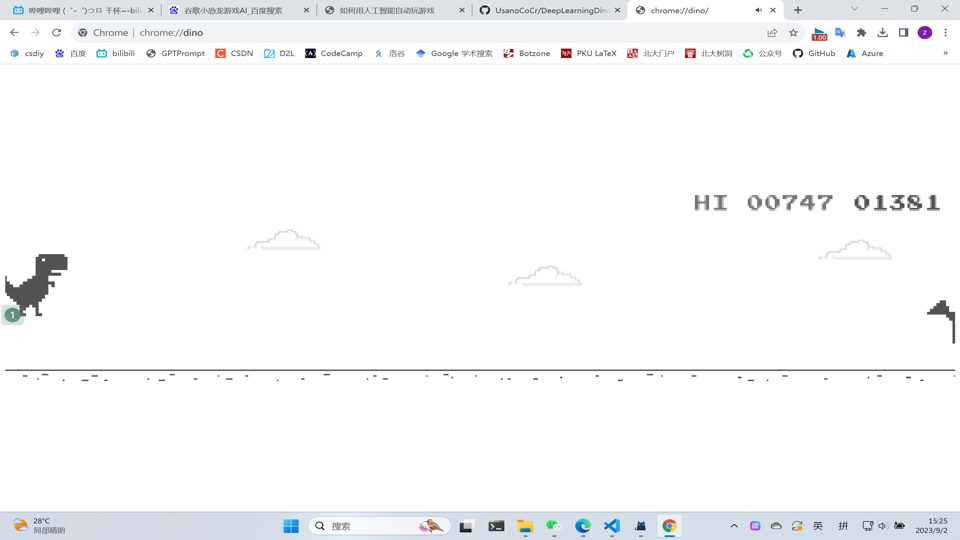 哔哩哔哩 (゜-゜)つロ 干杯~-bili
谷歌小恐龙游戏AI_百度搜索
如何用人工智能自动玩游戏
UsanoCoCr/DeepLearningDino
chrome://dino/
Chrome | chrome://dino
1.00
z
csdiy
百度
bilibili
GPTPrompt
CSDN
D2L
CodeCamp
洛谷
Google 学术搜索
Botzone
PKU LaTeX
北大门户
北大树洞
公众号
GitHub
Azure
»
HI 00747 01381
1
28°C
局部晴朗
搜索
英
拼
15:25
2023/9/2